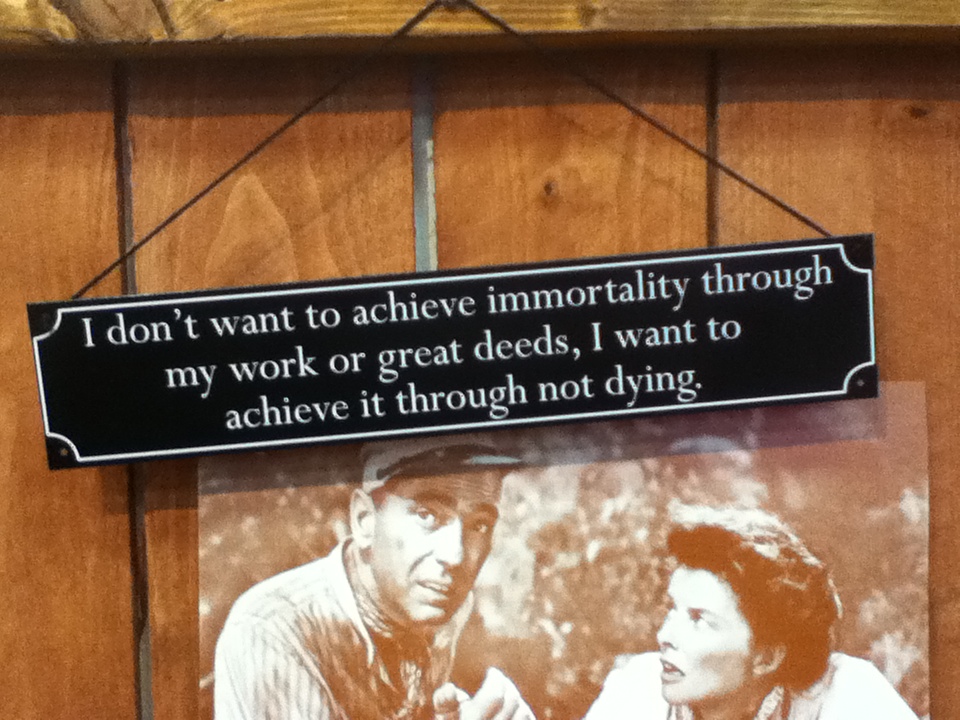 I don't want to achieve immortality through
my work or great deeds, I want to
achieve it through not dying.